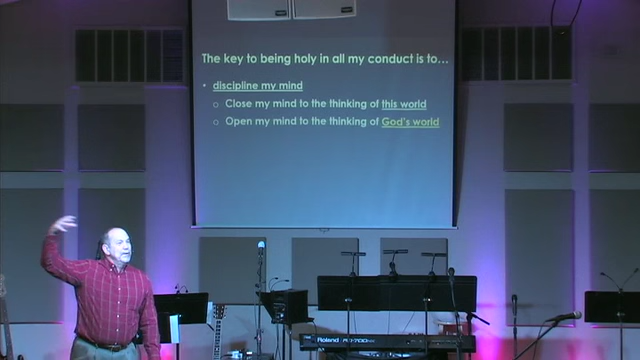 The key to being holy in all my conduct is to…
• discipline my mind
o Close my mind to the thinking of this world
o Open my mind to the thinking of God's world
Roland